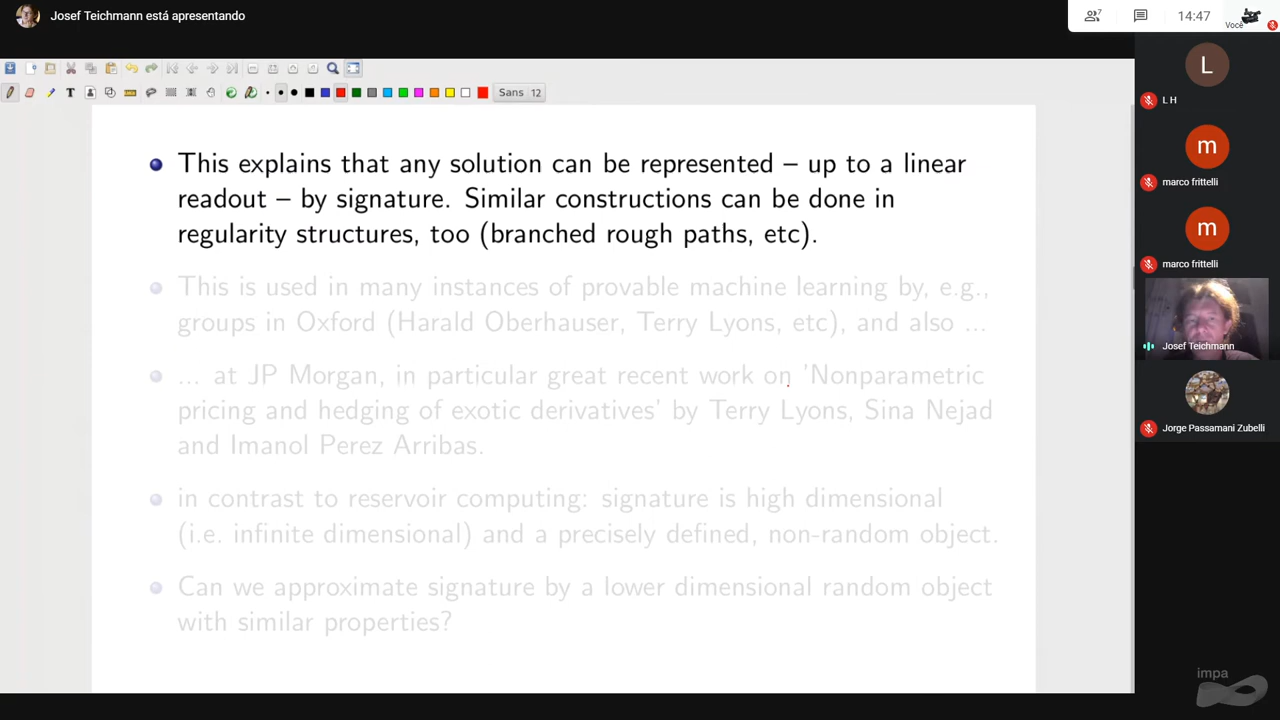 Josef Teichmann está apresentando
7
14:47
Você
Sans 12
This explains that any solution can be represented – up to a linear
readout – by signature. Similar constructions can be done in
regularity structures, too (branched rough paths, etc).
This is used in many instances of provable machine learning by, e.g.,
groups in Oxford (Harald Oberhauser, Terry Lyons, etc), and also ...
... at JP Morgan, in particular great recent work on 'Nonparametric
pricing and hedging of exotic derivatives' by Terry Lyons, Sina Nejad
and Imanol Perez Arribas.
in contrast to reservoir computing: signature is high dimensional
(i.e. infinite dimensional) and a precisely defined, non-random object.
Can we approximate signature by a lower dimensional random object
with similar properties?
L
L H
m
marco frittelli
m
marco frittelli
Josef Teichmann
Jorge Passamani Zubelli
impa